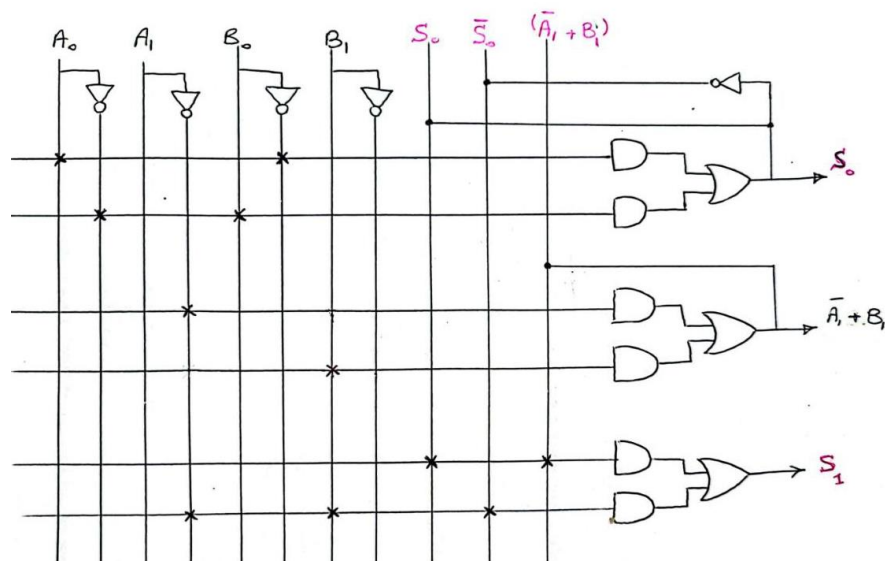 A₀ A₁ B₀ B₁ S₀ S̄₀ (Ā₁ + B₁)
S₀
Ā₁ + B₁
S₁